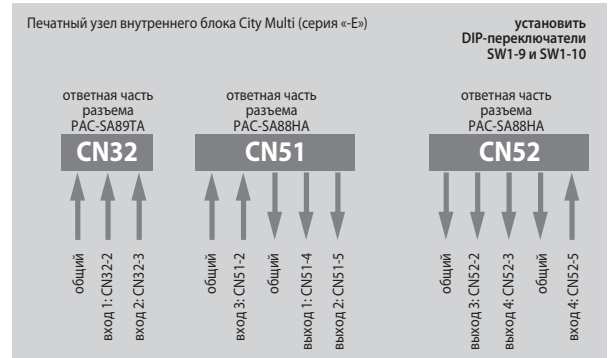 Печатный узел внутреннего блока City Multi (серия «-E»)
установить
DIP-переключатели
SW1-9 и SW1-10
ответная часть
разъема
PAC-SA89TA
CN32
общий
вход 1: CN32-2
вход 2: CN32-3
ответная часть
разъема
PAC-SA88HA
CN51
общий
вход 3: CN51-2
общий
выход 1: CN51-4
выход 2: CN51-5
ответная часть
разъема
PAC-SA88HA
CN52
общий
выход 3: CN52-2
выход 4: CN52-3
общий
вход 4: CN52-5